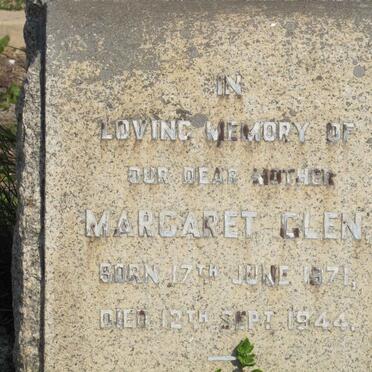 IN
LOVING MEMORY OF
OUR DEAR MOTHER
MARGARET GLEN
BORN 17TH JUNE 1871,
DIED 12TH SEPT. 1944.